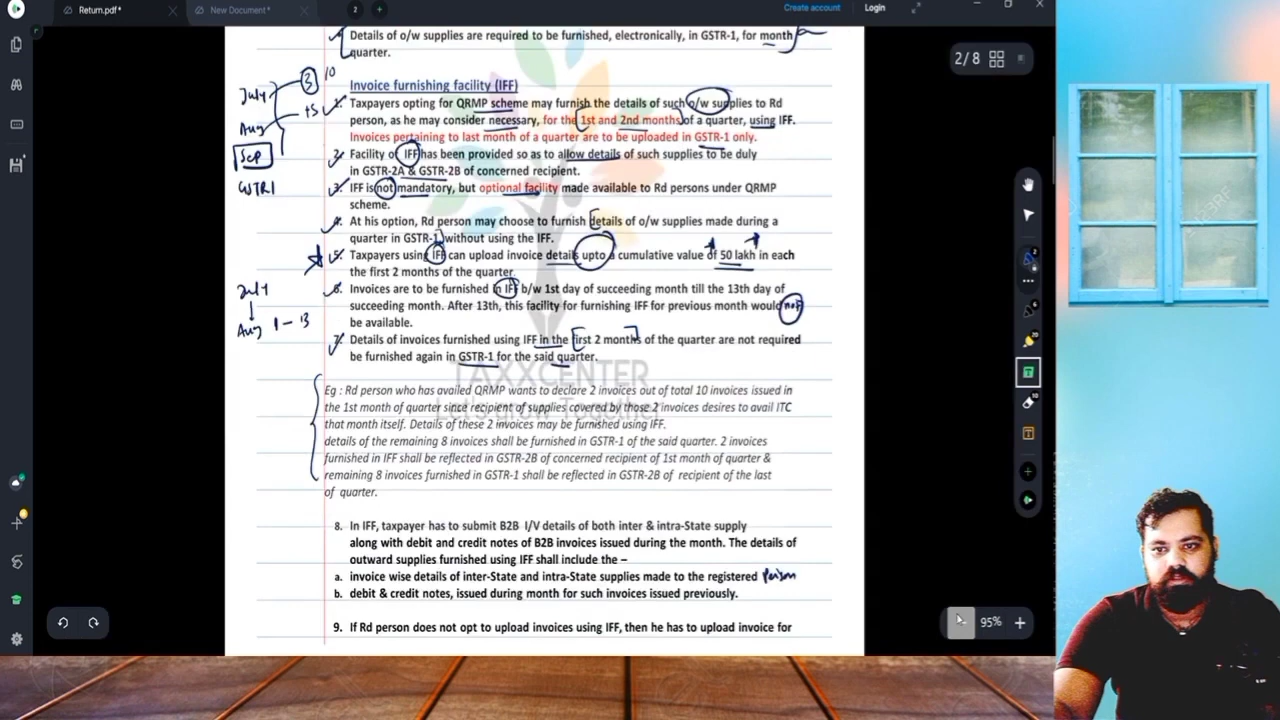 Return.pdf*
New Document*
2
Create account
Login
2/8
Details of o/w supplies are required to be furnished, electronically, in GSTR-1, for month/
quarter.
Invoice furnishing facility (IFF)
1. Taxpayers opting for QRMP scheme may furnish the details of such o/w supplies to Rd
person, as he may consider necessary, for the 1st and 2nd months of a quarter, using IFF.
Invoices pertaining to last month of a quarter are to be uploaded in GSTR-1 only.
2. Facility of IFF has been provided so as to allow details of such supplies to be duly
in GSTR-2A & GSTR-2B of concerned recipient.
3. IFF is not mandatory, but optional facility made available to Rd persons under QRMP
scheme.
4. At his option, Rd person may choose to furnish details of o/w supplies made during a
quarter in GSTR-1 without using the IFF.
5. Taxpayers using IFF can upload invoice details upto a cumulative value of 50 lakh in each
the first 2 months of the quarter.
6. Invoices are to be furnished in IFF b/w 1st day of succeeding month till the 13th day of
succeeding month. After 13th, this facility for furnishing IFF for previous month would not
be available.
7. Details of invoices furnished using IFF in the first 2 months of the quarter are not required
be furnished again in GSTR-1 for the said quarter.
TAXXCENTER
Let's Grow Together
Eg : Rd person who has availed QRMP wants to declare 2 invoices out of total 10 invoices issued in
the 1st month of quarter since recipient of supplies covered by those 2 invoices desires to avail ITC
that month itself. Details of these 2 invoices may be furnished using IFF.
details of the remaining 8 invoices shall be furnished in GSTR-1 of the said quarter. 2 invoices
furnished in IFF shall be reflected in GSTR-2B of concerned recipient of 1st month of quarter &
remaining 8 invoices furnished in GSTR-1 shall be reflected in GSTR-2B of recipient of the last
of quarter.
8. In IFF, taxpayer has to submit B2B I/V details of both inter & intra-State supply
along with debit and credit notes of B2B invoices issued during the month. The details of
outward supplies furnished using IFF shall include the –
a. invoice wise details of inter-State and intra-State supplies made to the registered Person
b. debit & credit notes, issued during month for such invoices issued previously.
9. If Rd person does not opt to upload invoices using IFF, then he has to upload invoice for
July 3 10
Aug +5
Sep
GSTR1
July
Aug 1 - 13
95%